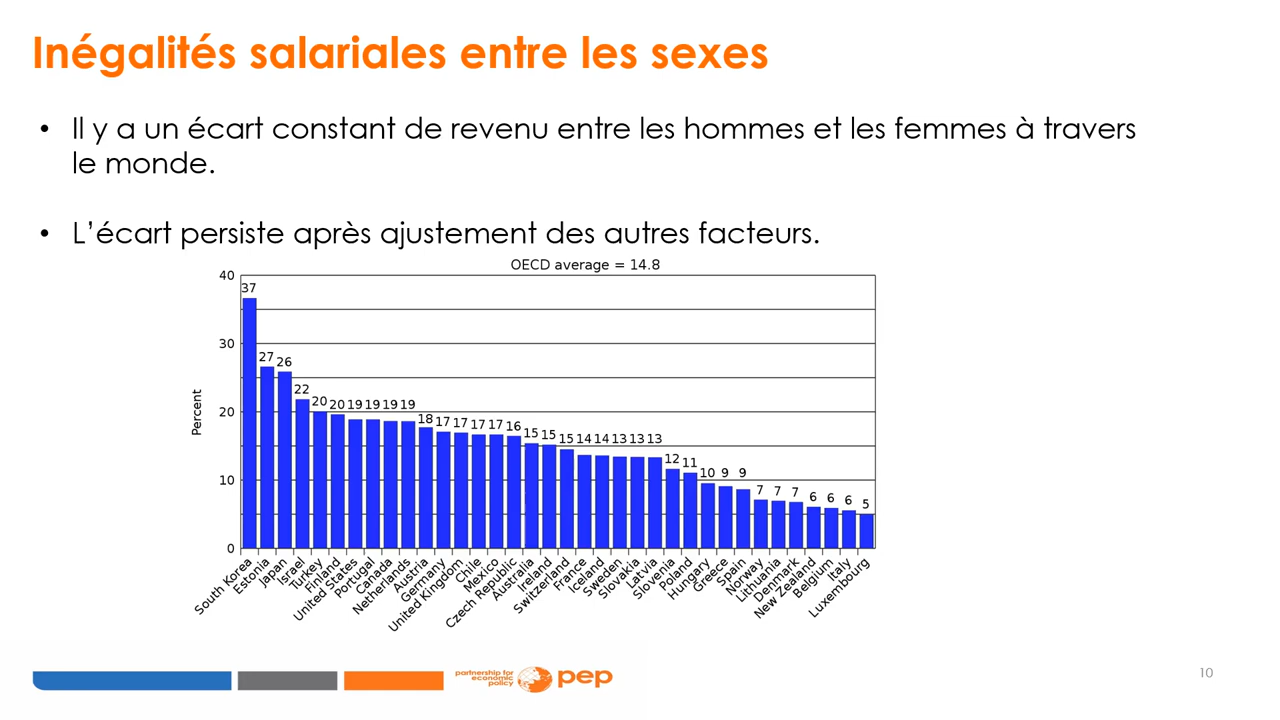 Inégalités salariales entre les sexes
• Il y a un écart constant de revenu entre les hommes et les femmes à travers
le monde.
• L’écart persiste après ajustement des autres facteurs.
OECD average = 14.8
Percent
40
30
20
10
0
37 27 26 22 20 20 19 19 19 19 18 17 17 17 17 16 15 15 15 14 14 13 13 13 12 11 10 9 9 7 7 7 6 6 6 5
South Korea
Estonia
Japan
Israel
Turkey
Finland
United States
Portugal
Canada
Netherlands
Austria
Germany
United Kingdom
Chile
Mexico
Czech Republic
Australia
Ireland
Switzerland
France
Iceland
Sweden
Slovakia
Latvia
Slovenia
Poland
Hungary
Greece
Spain
Norway
Lithuania
Denmark
New Zealand
Belgium
Italy
Luxembourg
partnership for
economic
policy
pep
10